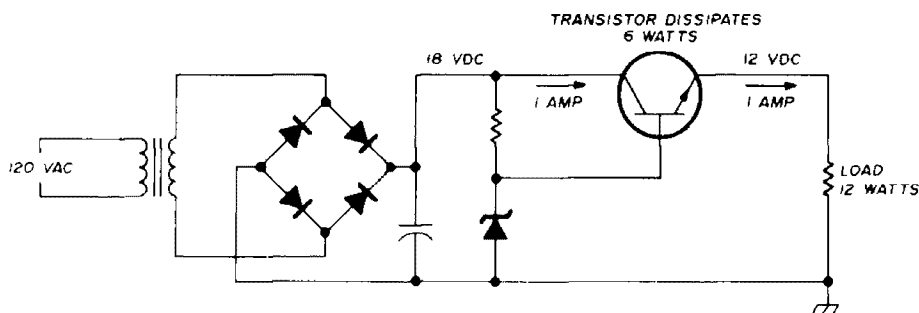 TRANSISTOR DISSIPATES
6 WATTS
18 VDC
12 VDC
1 AMP
1 AMP
120 VAC
LOAD
12 WATTS